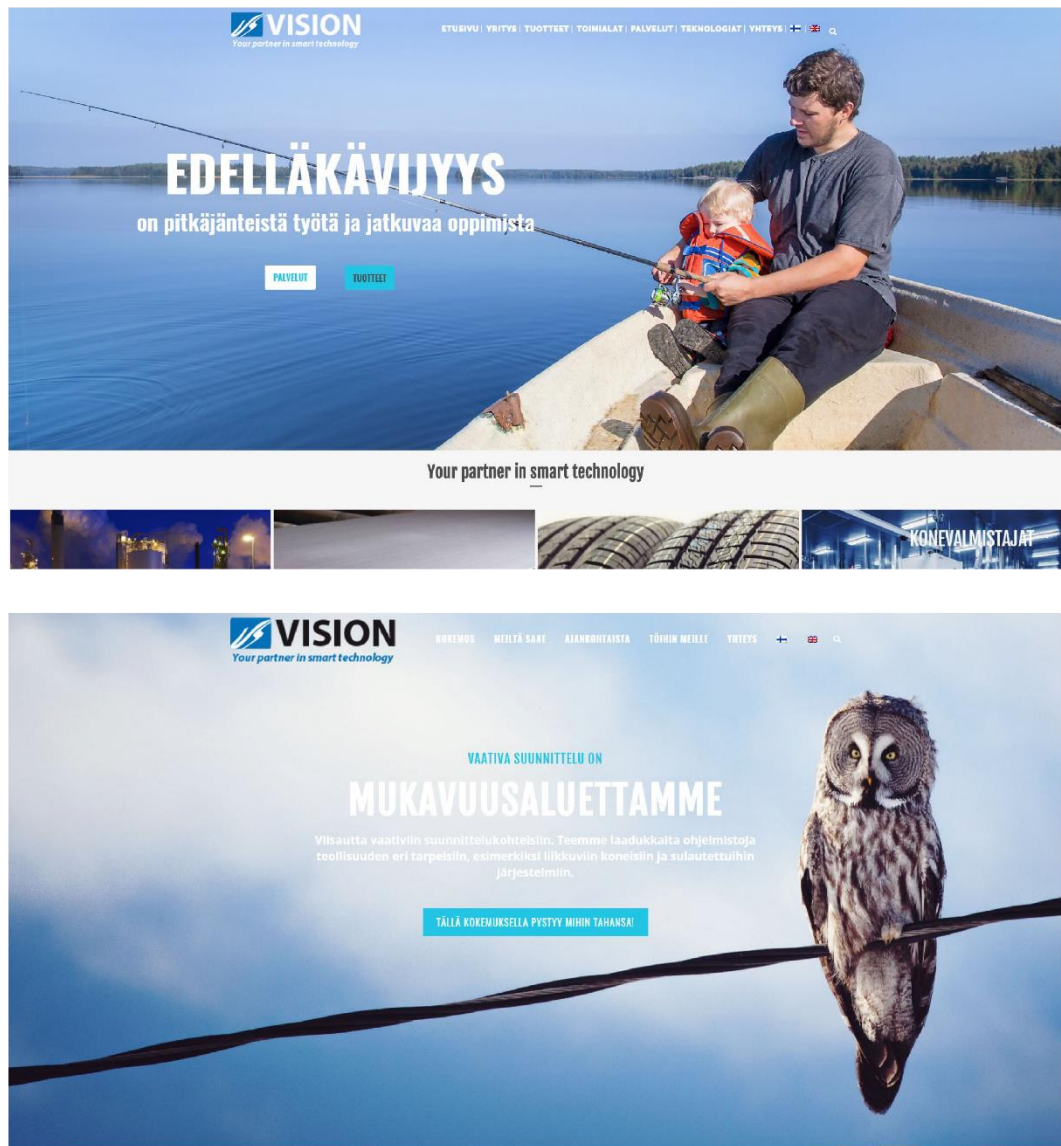 VISION
Your partner in smart technology
ETUSIVU | YRITYS | TUOTTEET | TOIMIALAT | PALVELUT | TEKNOLOGIAT | YHTEYS |
EDELLÄKÄVIJYYS
on pitkäjänteistä työtä ja jatkuvaa oppimista
PALVELUT
TUOTTEET
Your partner in smart technology
KONEVALMISTAJAT
VISION
Your partner in smart technology
KOKEMUS MEILTÄ SAAT AJANKOHTAISTA TÖIHIN MEILLE YHTEYS
VAATIVA SUUNNITTELU ON
MUKAVUUSALUETTAMME
Viisautta vaativiin suunnittelukohteisiin. Teemme laadukkaita ohjelmistoja
teollisuuden eri tarpeisiin, esimerkiksi liikkuviin koneisiin ja sulautettuihin
järjestelmiin.
TÄLLÄ KOKEMUKSELLA PYSTYY MIHIN TAHANSA!